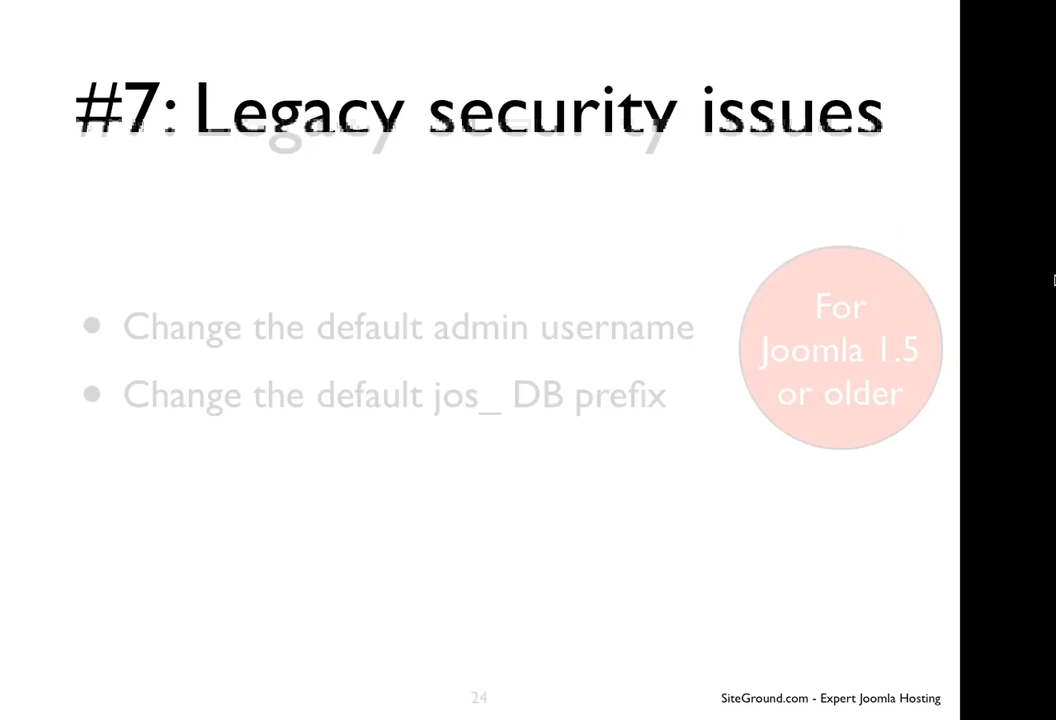 #7: Legacy security issues
• Change the default admin username
• Change the default jos_ DB prefix
For
Joomla 1.5
or older
24
SiteGround.com - Expert Joomla Hosting